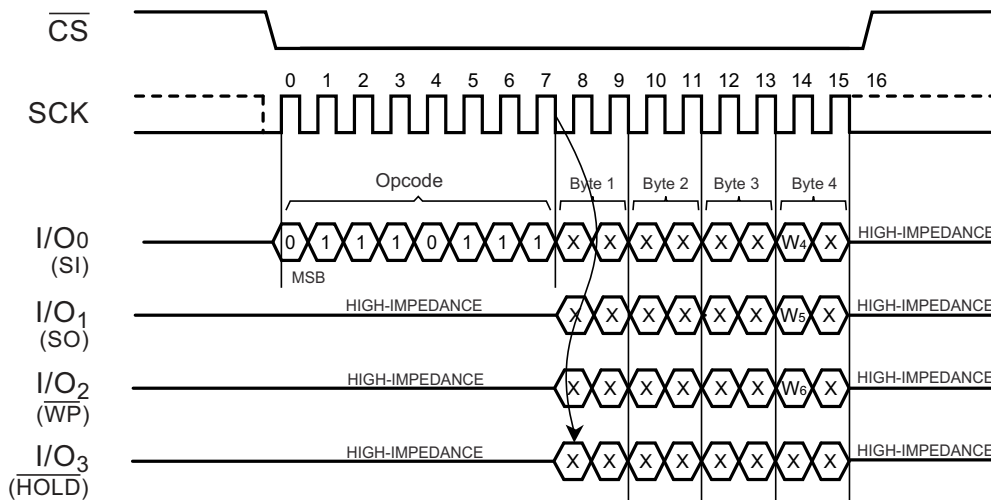 CS
0 1 2 3 4 5 6 7 8 9 10 11 12 13 14 15 16
SCK
Opcode Byte 1 Byte 2 Byte 3 Byte 4
I/O0 0 1 1 1 0 1 1 1 X X X X X X W4 X HIGH-IMPEDANCE
(SI)
MSB
I/O1 HIGH-IMPEDANCE X X X X X X W5 X HIGH-IMPEDANCE
(SO)
I/O2 HIGH-IMPEDANCE X X X X X X W6 X HIGH-IMPEDANCE
(WP)
I/O3 HIGH-IMPEDANCE X X X X X X X X HIGH-IMPEDANCE
(HOLD)